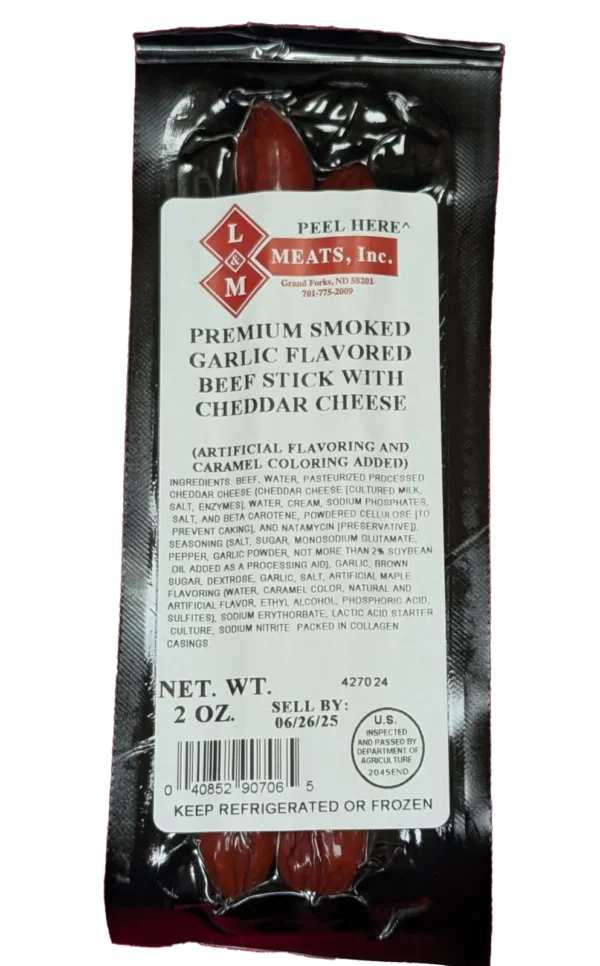 PEEL HERE^
L
&
M
MEATS, Inc.
Grand Forks, ND 58201
701-775-2009
PREMIUM SMOKED
GARLIC FLAVORED
BEEF STICK WITH
CHEDDAR CHEESE
(ARTIFICIAL FLAVORING AND
CARAMEL COLORING ADDED)
INGREDIENTS: BEEF, WATER, PASTEURIZED PROCESSED
CHEDDAR CHEESE (CHEDDAR CHEESE [CULTURED MILK,
SALT, ENZYMES], WATER, CREAM, SODIUM PHOSPHATES,
SALT, AND BETA CAROTENE, POWDERED CELLULOSE [TO
PREVENT CAKING], AND NATAMYCIN [PRESERVATIVE]),
SEASONING (SALT, SUGAR, MONOSODIUM GLUTAMATE,
PEPPER, GARLIC POWDER, NOT MORE THAN 2% SOYBEAN
OIL ADDED AS A PROCESSING AID), GARLIC, BROWN
SUGAR, DEXTROSE, GARLIC, SALT, ARTIFICIAL MAPLE
FLAVORING (WATER, CARAMEL COLOR, NATURAL AND
ARTIFICIAL FLAVOR, ETHYL ALCOHOL, PHOSPHORIC ACID,
SULFITES), SODIUM ERYTHORBATE, LACTIC ACID STARTER
CULTURE, SODIUM NITRITE. PACKED IN COLLAGEN
CASINGS.
NET. WT.
2 OZ.
427024
SELL BY:
06/26/25
U.S.
INSPECTED
AND PASSED BY
DEPARTMENT OF
AGRICULTURE
204SEND
0 40852 90706 5
KEEP REFRIGERATED OR FROZEN